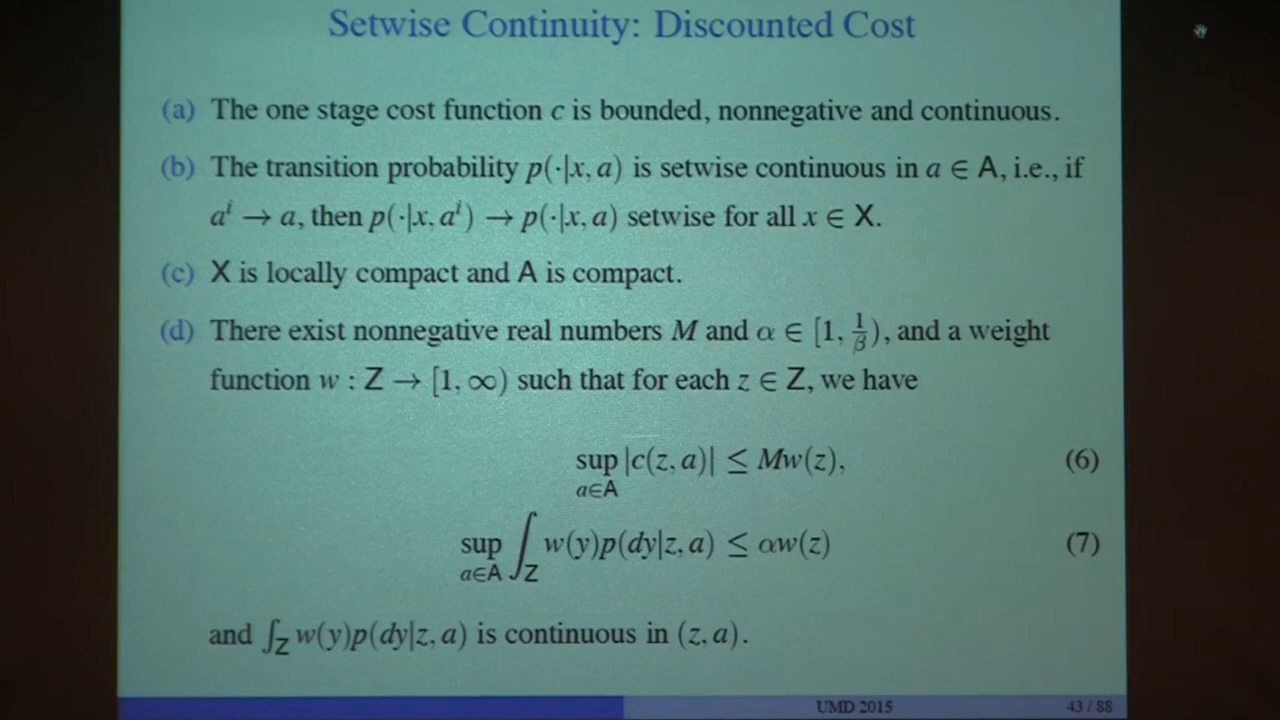 Setwise Continuity: Discounted Cost
(a) The one stage cost function c is bounded, nonnegative and continuous.
(b) The transition probability p(·|x, a) is setwise continuous in a ∈ A, i.e., if
aⁱ → a, then p(·|x, aⁱ) → p(·|x, a) setwise for all x ∈ X.
(c) X is locally compact and A is compact.
(d) There exist nonnegative real numbers M and α ∈ [1, 1/β), and a weight
function w : Z → [1, ∞) such that for each z ∈ Z, we have
sup_{a∈A} |c(z, a)| ≤ Mw(z), (6)
sup_{a∈A} ∫_Z w(y)p(dy|z, a) ≤ αw(z) (7)
and ∫_Z w(y)p(dy|z, a) is continuous in (z, a).
UMD 2015 43 / 88